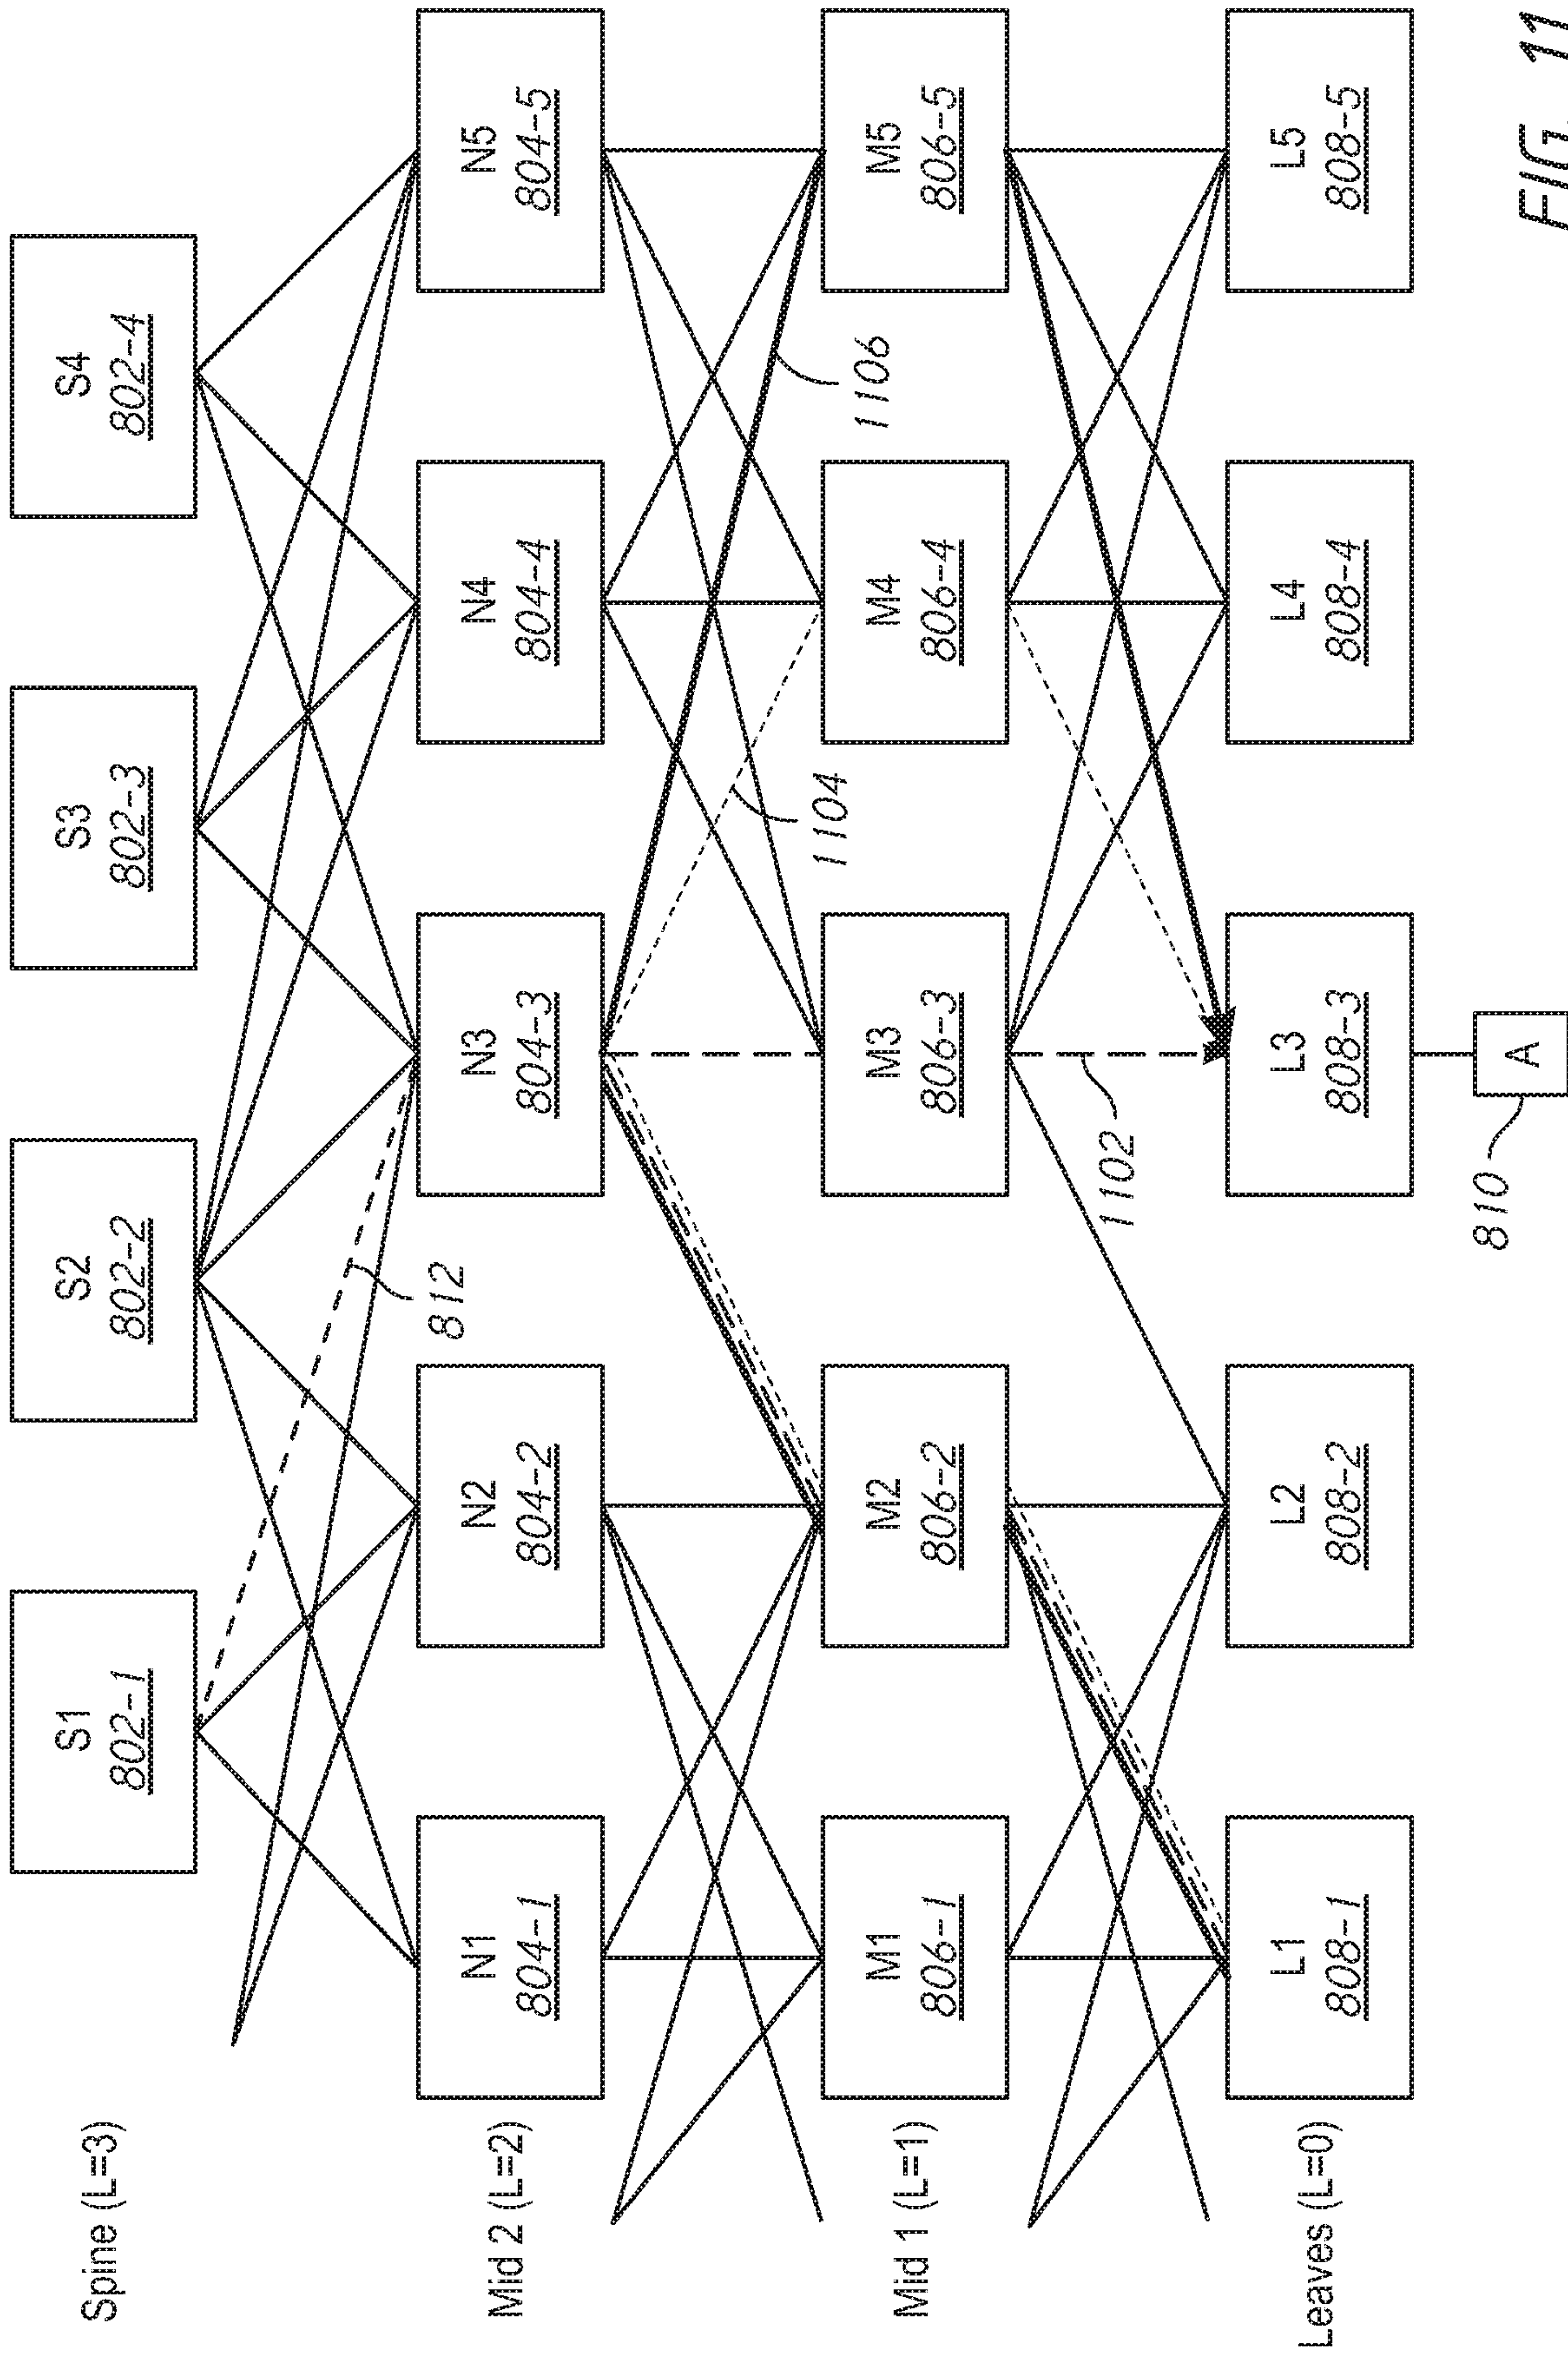 Spine (L=3)
S1
802-1
S2
802-2
S3
802-3
S4
802-4
812
Mid 2 (L=2)
N1
804-1
N2
804-2
N3
804-3
N4
804-4
N5
804-5
1104
1106
Mid 1 (L=1)
M1
806-1
M2
806-2
M3
806-3
M4
806-4
M5
806-5
1102
Leaves (L=0)
L1
808-1
L2
808-2
L3
808-3
L4
808-4
L5
808-5
810
A
FIG. 11